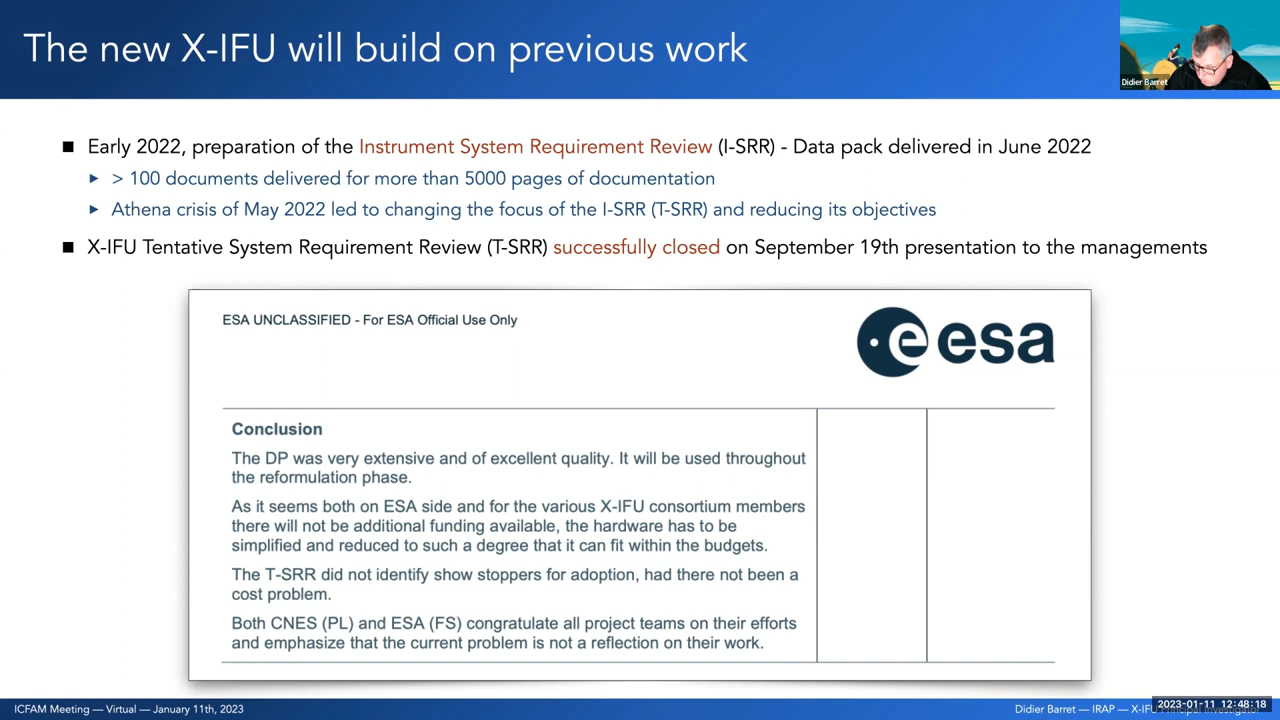 The new X-IFU will build on previous work
Didier Barret
Early 2022, preparation of the Instrument System Requirement Review (I-SRR) - Data pack delivered in June 2022
> 100 documents delivered for more than 5000 pages of documentation
Athena crisis of May 2022 led to changing the focus of the I-SRR (T-SRR) and reducing its objectives
X-IFU Tentative System Requirement Review (T-SRR) successfully closed on September 19th presentation to the managements
ESA UNCLASSIFIED - For ESA Official Use Only
esa
Conclusion
The DP was very extensive and of excellent quality. It will be used throughout
the reformulation phase.
As it seems both on ESA side and for the various X-IFU consortium members
there will not be additional funding available, the hardware has to be
simplified and reduced to such a degree that it can fit within the budgets.
The T-SRR did not identify show stoppers for adoption, had there not been a
cost problem.
Both CNES (PL) and ESA (FS) congratulate all project teams on their efforts
and emphasize that the current problem is not a reflection on their work.
ICFAM Meeting — Virtual — January 11th, 2023
Didier Barret — IRAP — X-IFU
2023-01-11 12:48:18